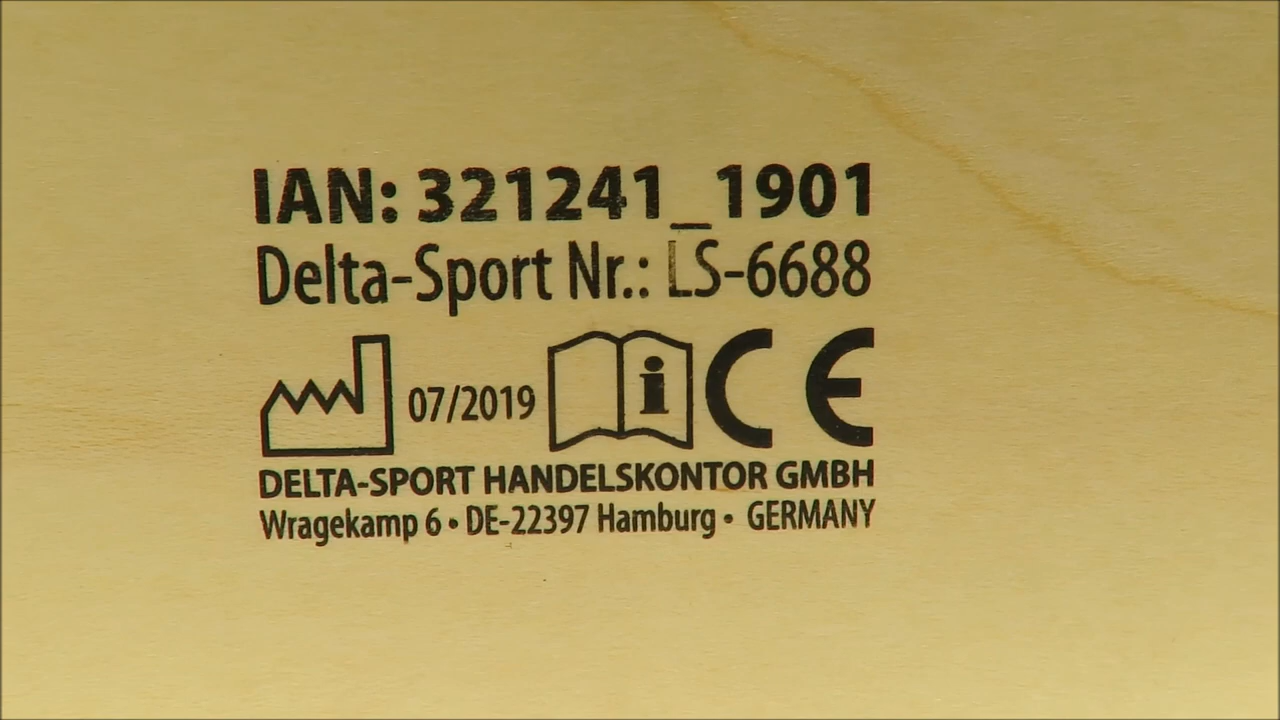 IAN: 321241_1901
Delta-Sport Nr.: LS-6688
07/2019 i CE
DELTA-SPORT HANDELSKONTOR GMBH
Wragekamp 6 • DE-22397 Hamburg • GERMANY